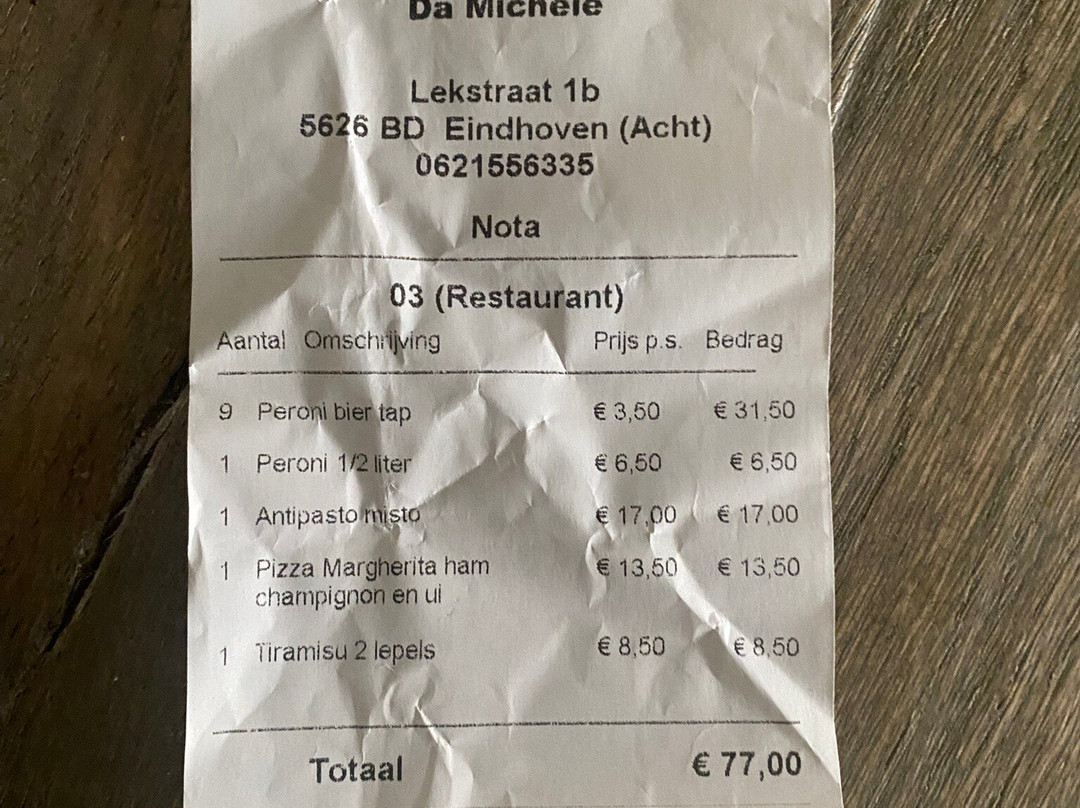 Da Michele
Lekstraat 1b
5626 BD Eindhoven (Acht)
0621556335
Nota
03 (Restaurant)
Aantal Omschrijving Prijs p.s. Bedrag
9 Peroni bier tap € 3,50 € 31,50
1 Peroni 1/2 liter € 6,50 € 6,50
1 Antipasto misto € 17,00 € 17,00
1 Pizza Margherita ham € 13,50 € 13,50
champignon en ui
1 Tiramisu 2 lepels € 8,50 € 8,50
Totaal € 77,00